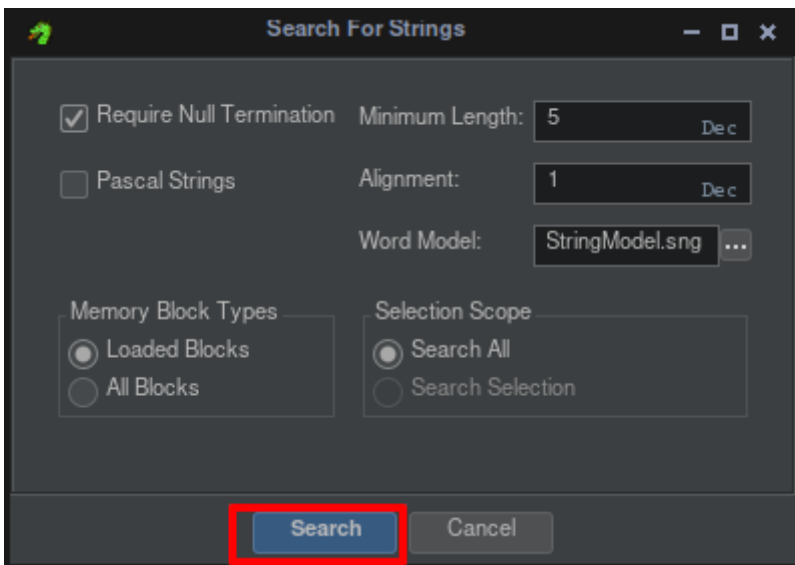 Search For Strings
Require Null Termination Minimum Length: 5 Dec
Pascal Strings Alignment: 1 Dec
Word Model: StringModel.sng ...
Memory Block Types Selection Scope
Loaded Blocks Search All
All Blocks Search Selection
Search Cancel